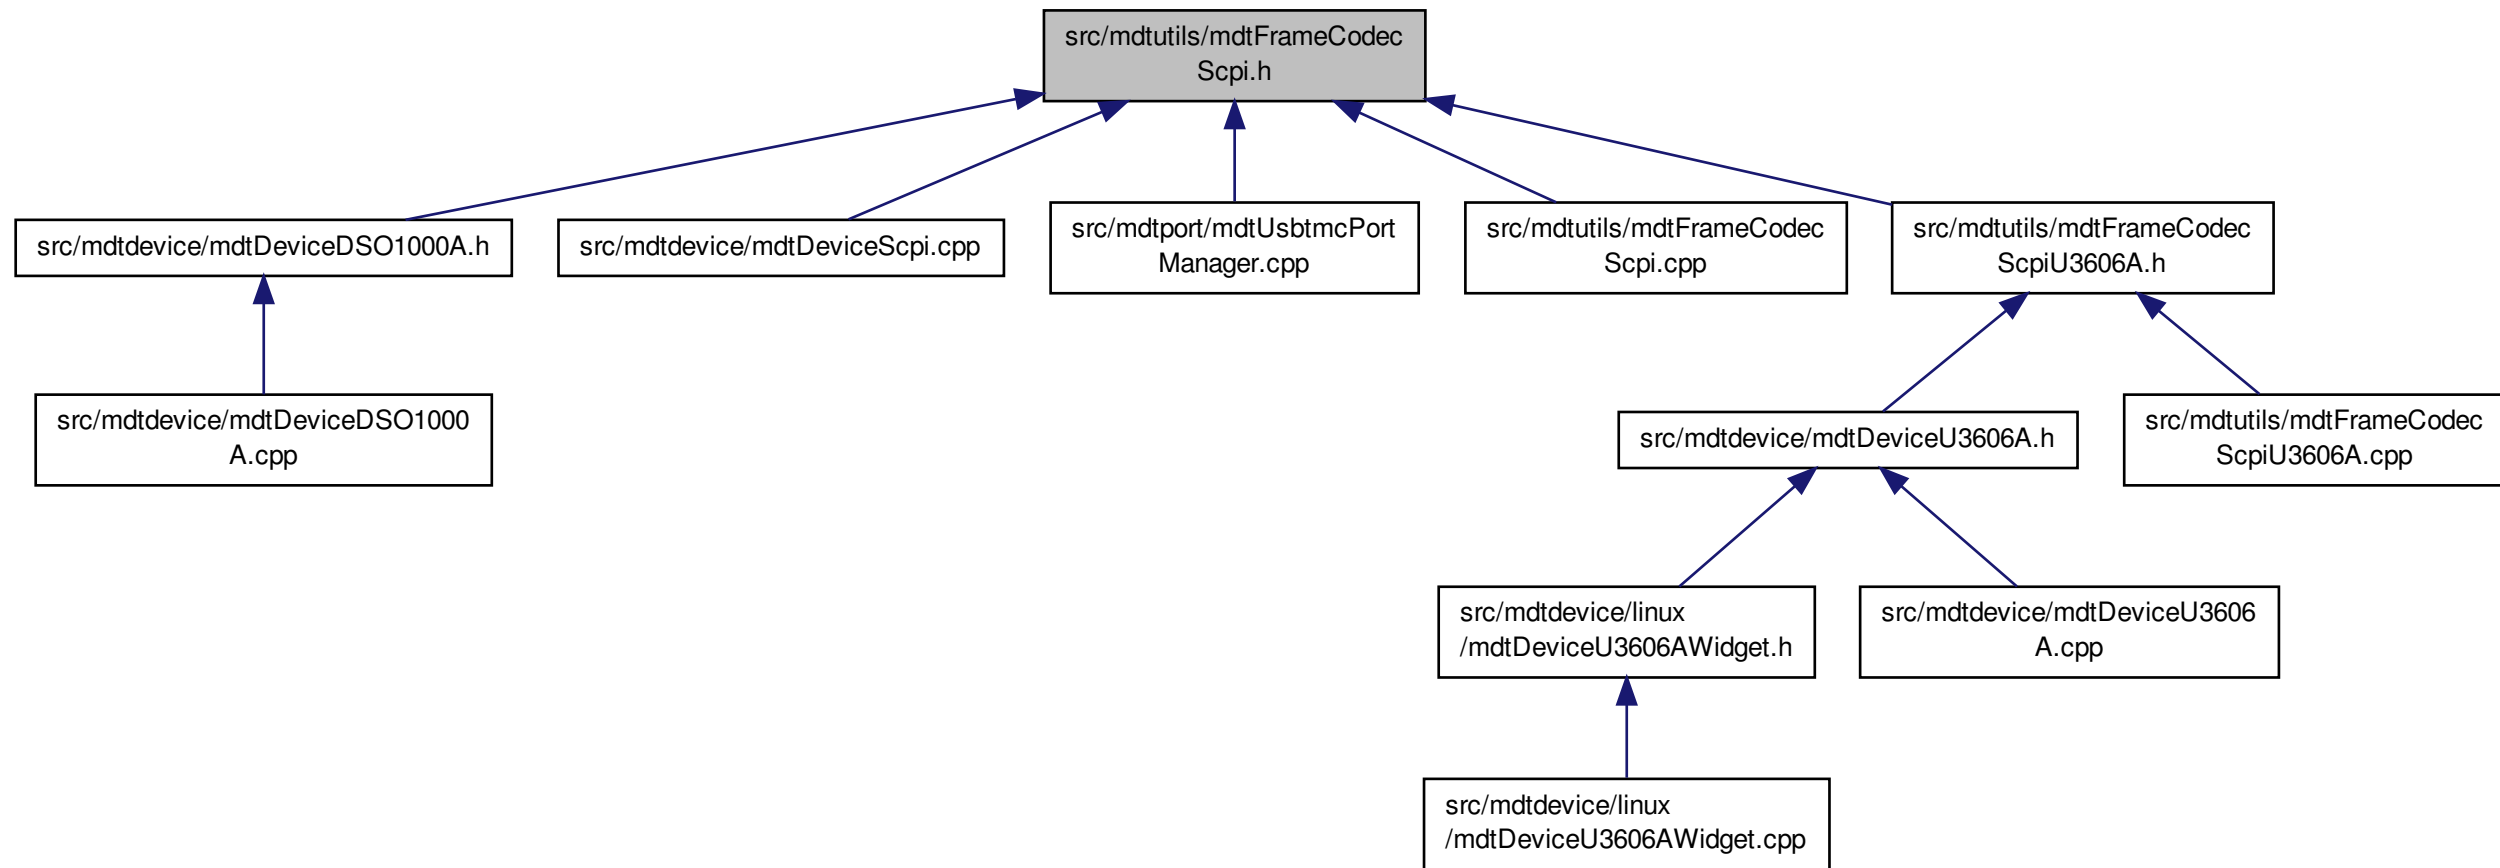 src/mdtutils/mdtFrameCodec
Scpi.h
src/mdtdevice/mdtDeviceDSO1000A.h
src/mdtdevice/mdtDeviceScpi.cpp
src/mdtport/mdtUsbtmcPort
Manager.cpp
src/mdtutils/mdtFrameCodec
Scpi.cpp
src/mdtutils/mdtFrameCodec
ScpiU3606A.h
src/mdtdevice/mdtDeviceDSO1000
A.cpp
src/mdtdevice/mdtDeviceU3606A.h
src/mdtutils/mdtFrameCodec
ScpiU3606A.cpp
src/mdtdevice/linux
/mdtDeviceU3606AWidget.h
src/mdtdevice/mdtDeviceU3606
A.cpp
src/mdtdevice/linux
/mdtDeviceU3606AWidget.cpp